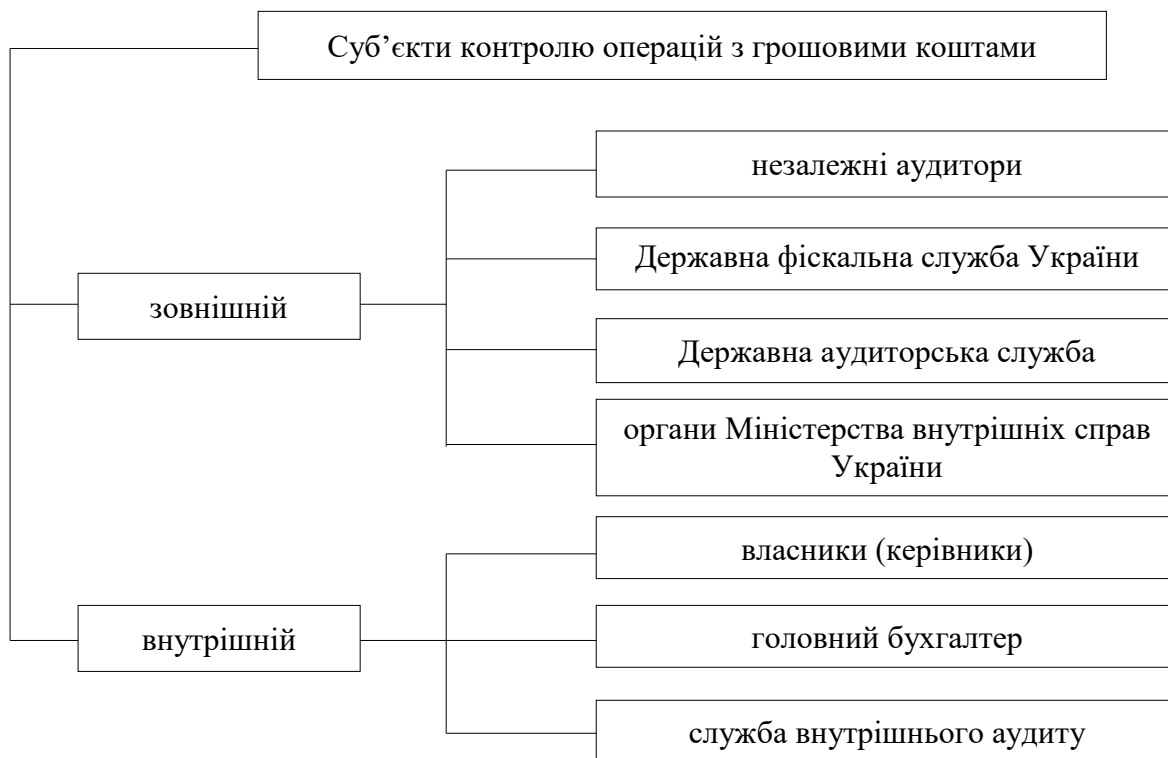 Суб’єкти контролю операцій з грошовими коштами
незалежні аудитори
Державна фіскальна служба України
зовнішній
Державна аудиторська служба
органи Міністерства внутрішніх справ
України
власники (керівники)
внутрішній
головний бухгалтер
служба внутрішнього аудиту